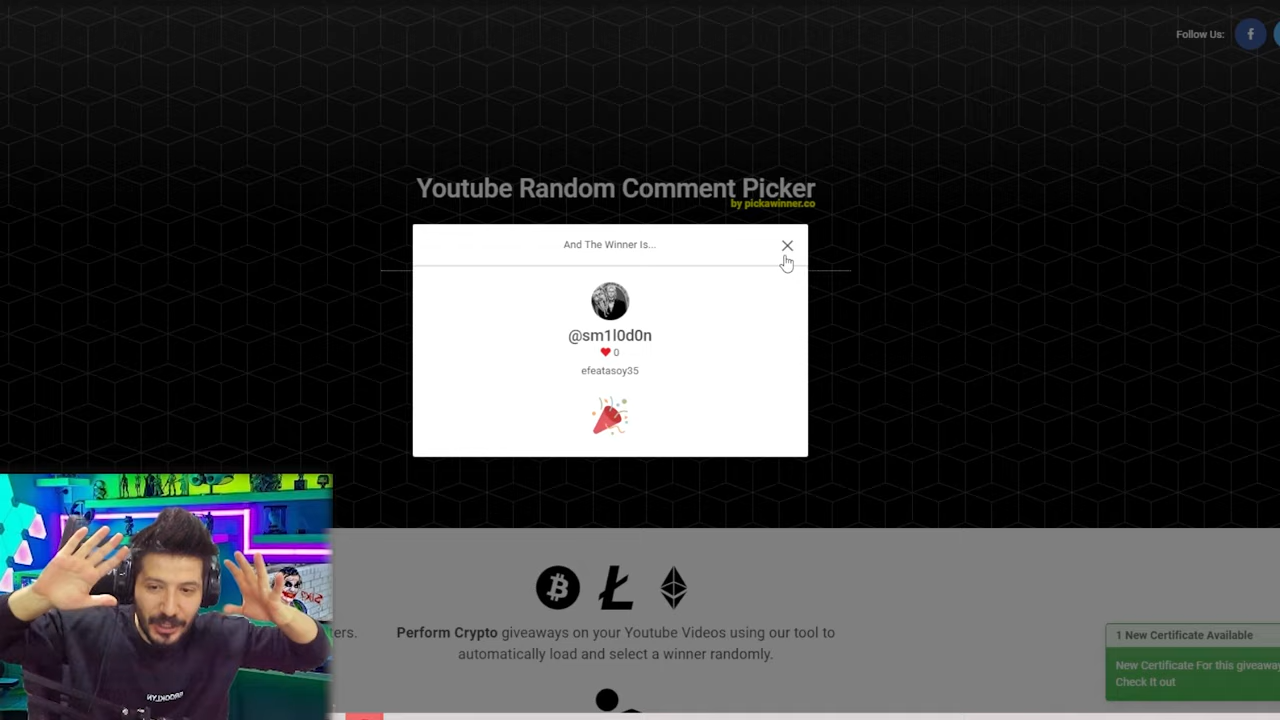 Follow Us:
Youtube Random Comment Picker
by pickawinner.co
And The Winner Is...
@sm1l0d0n
0
efeatasoy35
ters.
Perform Crypto giveaways on your Youtube Videos using our tool to
automatically load and select a winner randomly.
1 New Certificate Available
New Certificate For this giveaway
Check It out